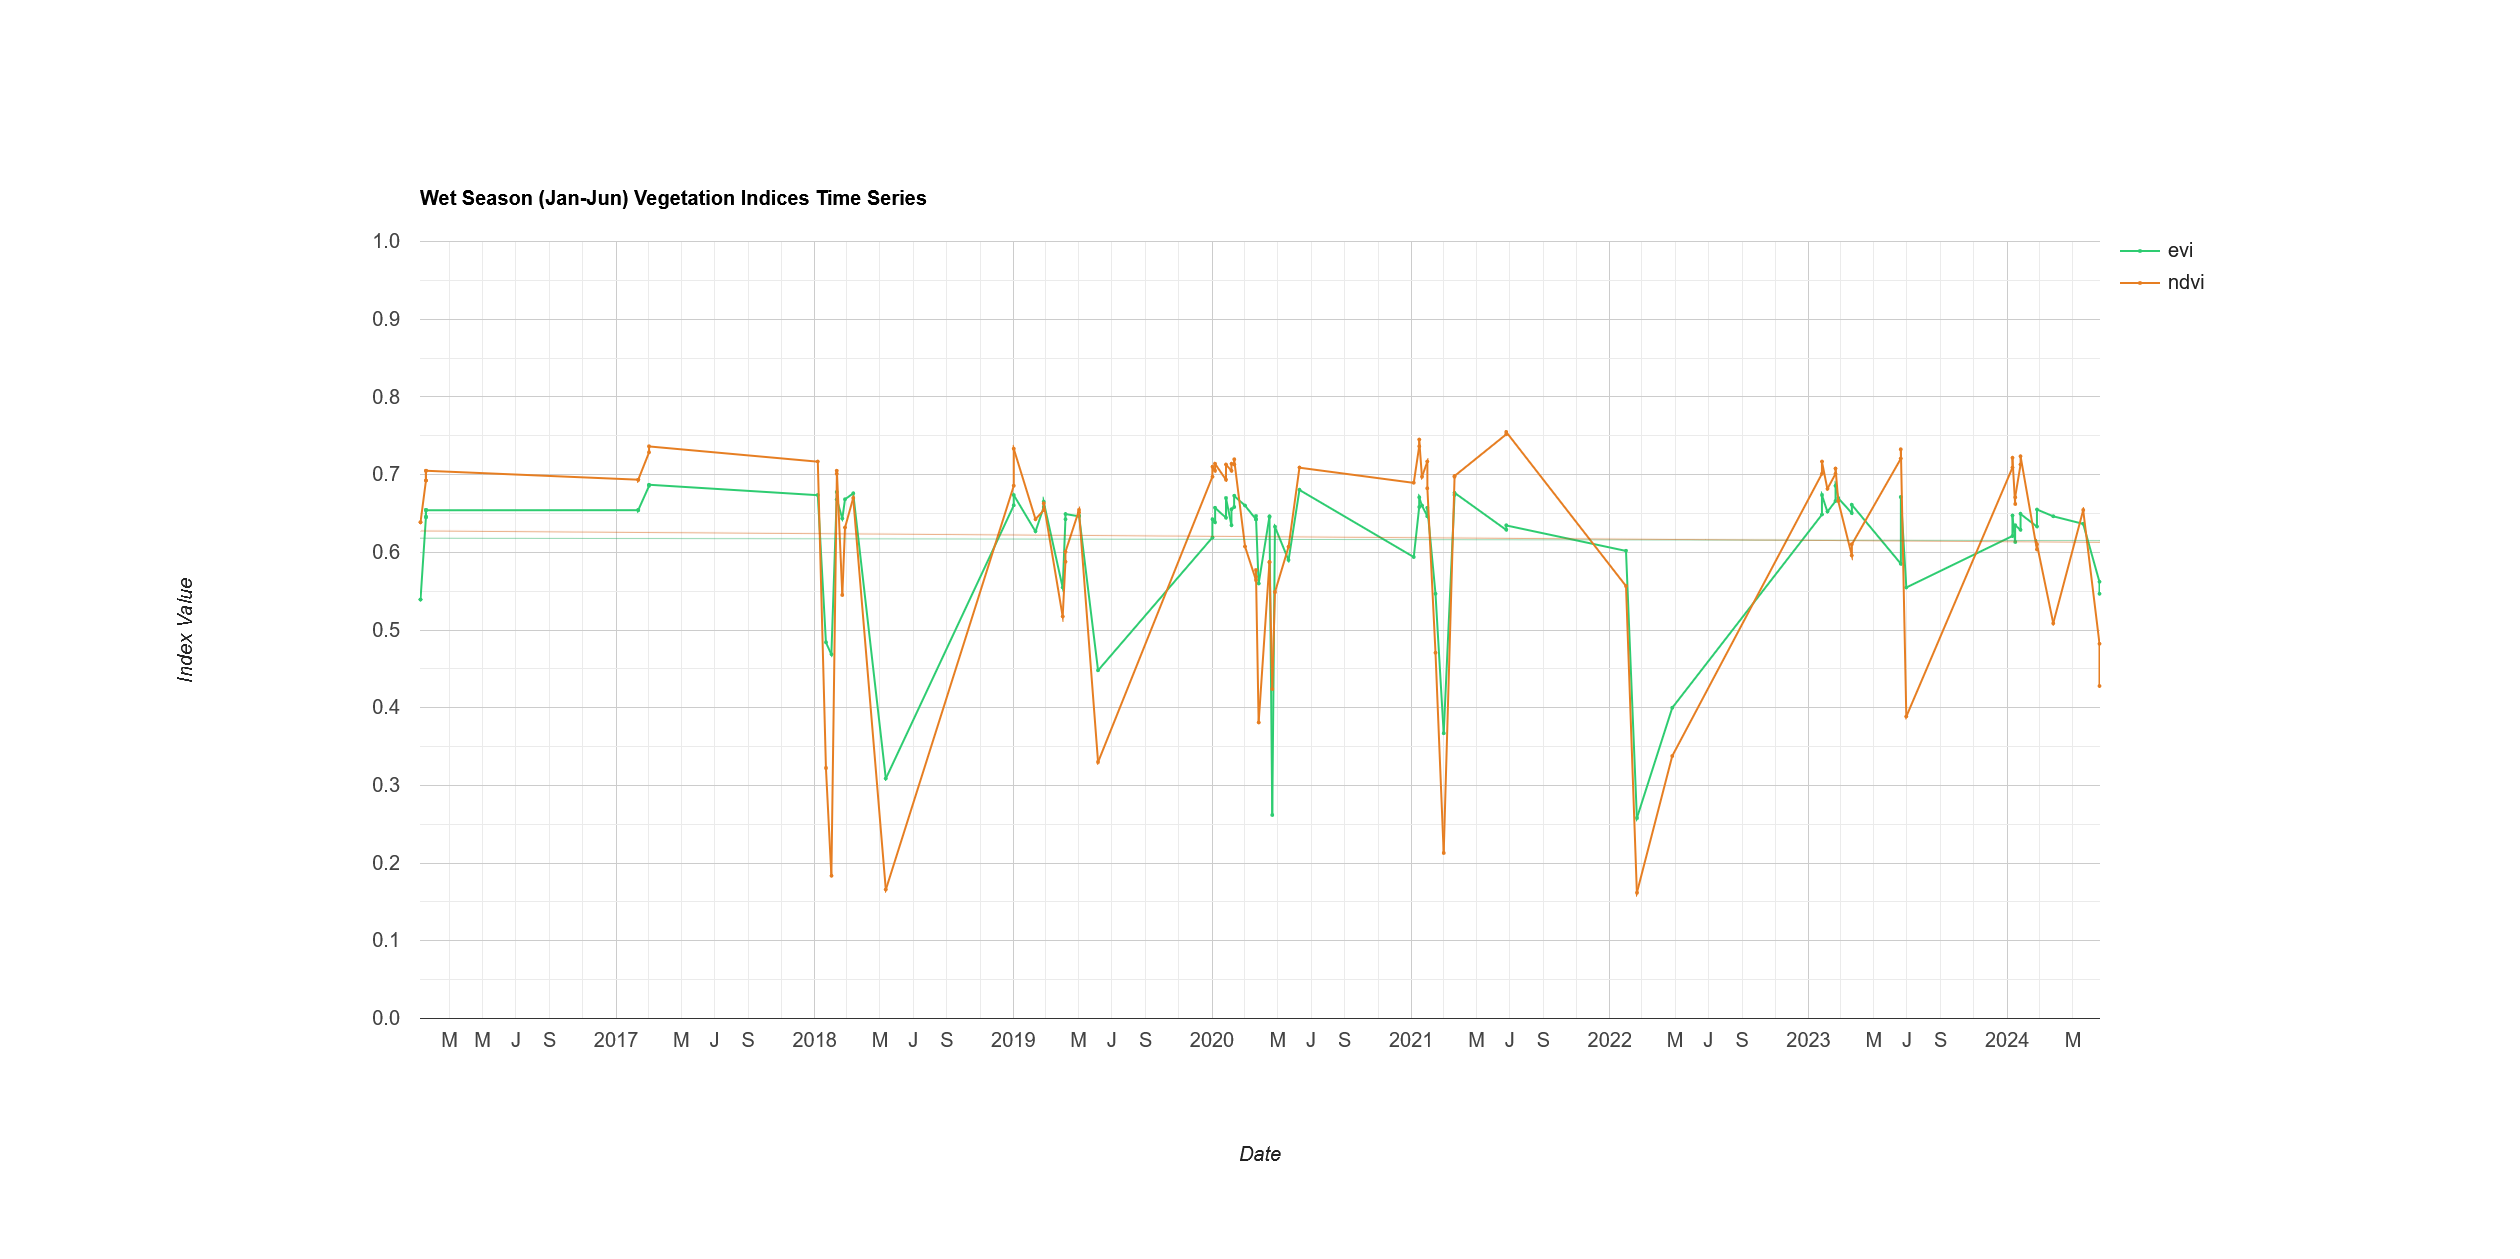 Wet Season (Jan-Jun) Vegetation Indices Time Series
evi
ndvi
1.0
0.9
0.8
0.7
0.6
0.5
0.4
0.3
0.2
0.1
0.0
Index Value
M M J S 2017 M J S 2018 M J S 2019 M J S 2020 M J S 2021 M J S 2022 M J S 2023 M J S 2024 M
Date